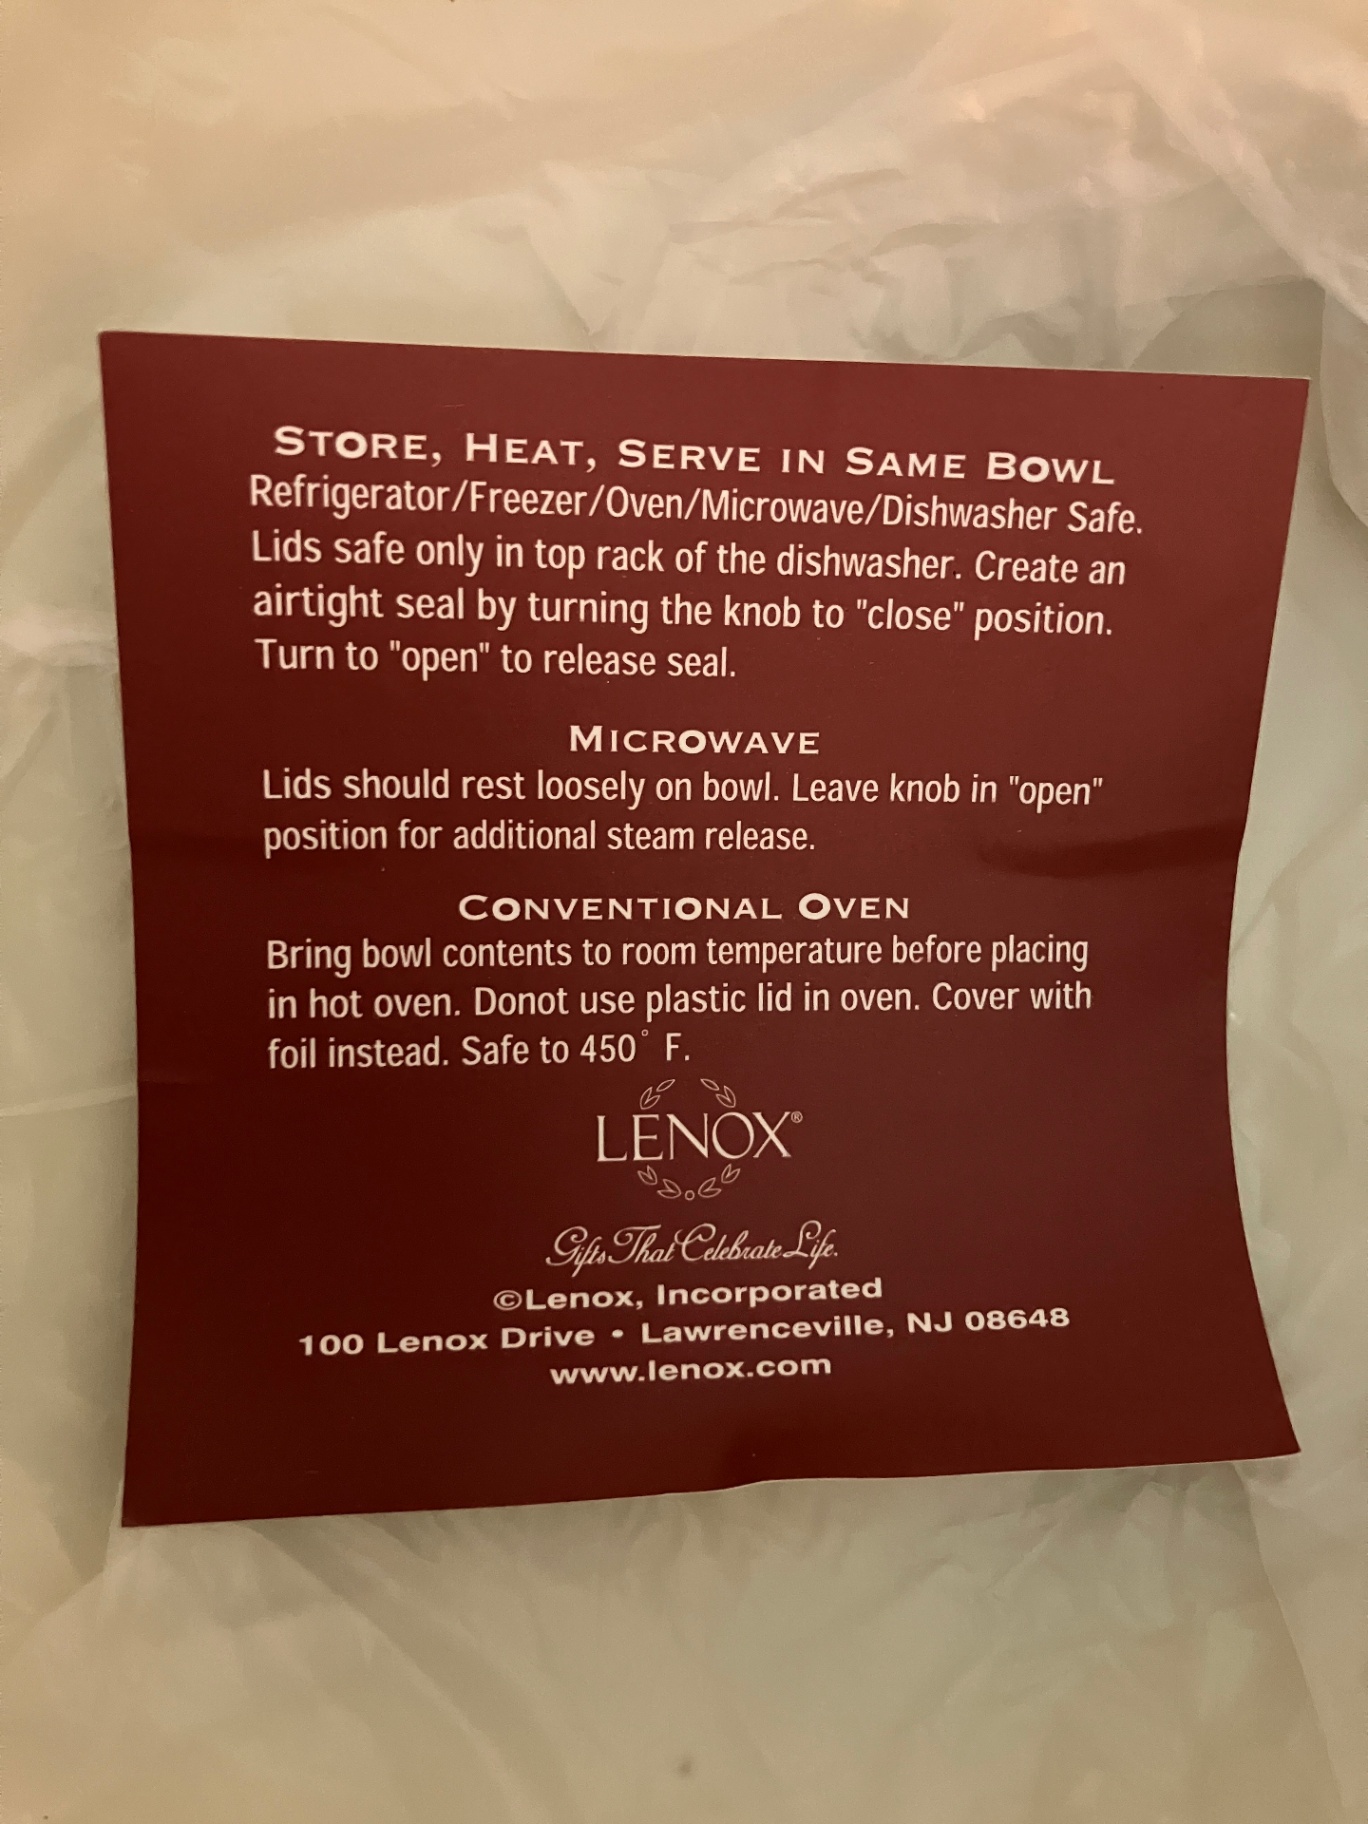 STORE, HEAT, SERVE IN SAME BOWL
Refrigerator/Freezer/Oven/Microwave/Dishwasher Safe.
Lids safe only in top rack of the dishwasher. Create an
airtight seal by turning the knob to "close" position.
Turn to "open" to release seal.
MICROWAVE
Lids should rest loosely on bowl. Leave knob in "open"
position for additional steam release.
CONVENTIONAL OVEN
Bring bowl contents to room temperature before placing
in hot oven. Donot use plastic lid in oven. Cover with
foil instead. Safe to 450° F.
LENOX®
Gifts That Celebrate Life.
©Lenox, Incorporated
100 Lenox Drive • Lawrenceville, NJ 08648
www.lenox.com